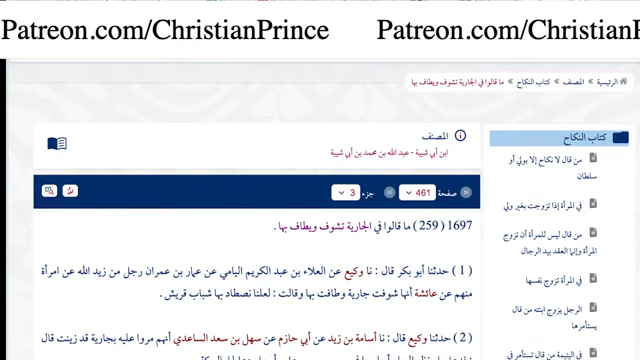 Patreon.com/ChristianPrince
Patreon.com/ChristianPr
الرئيسية » المصنف » كتاب النكاح » ما قالوا في الجارية تشوف ويطاف بها
المصنف
ابن أبي شيبة - عبد الله بن محمد بن أبي شيبة
صفحة 461 جزء 3
1697 ( 259 ) ما قالوا في الجارية تشوف ويطاف بها .
( 1 ) حدثنا أبو بكر قال : نا وكيع عن العلاء بن عبد الكريم اليامي عن عمار بن عمران رجل من زيد الله عن امرأة
منهم عن عائشة أنها شوفت جارية وطافت بها وقالت : لعلنا نصطاد بها شباب قريش .
( 2 ) حدثنا وكيع قال : نا أسامة بن زيد عن أبي حازم عن سهل بن سعد الساعدي أنهم مروا عليه بجارية قد زينت قال
كتاب النكاح
من قال لا نكاح إلا بولي أو
سلطان
في المرأة إذا تزوجت بغير ولي
من قال ليس للمرأة أن تزوج
المرأة وإنما العقد بيد الرجال
في المرأة تزوج نفسها
الرجل يزوج ابنته من قال
يستأمرها
في اليتيمة من قال تستأمر في